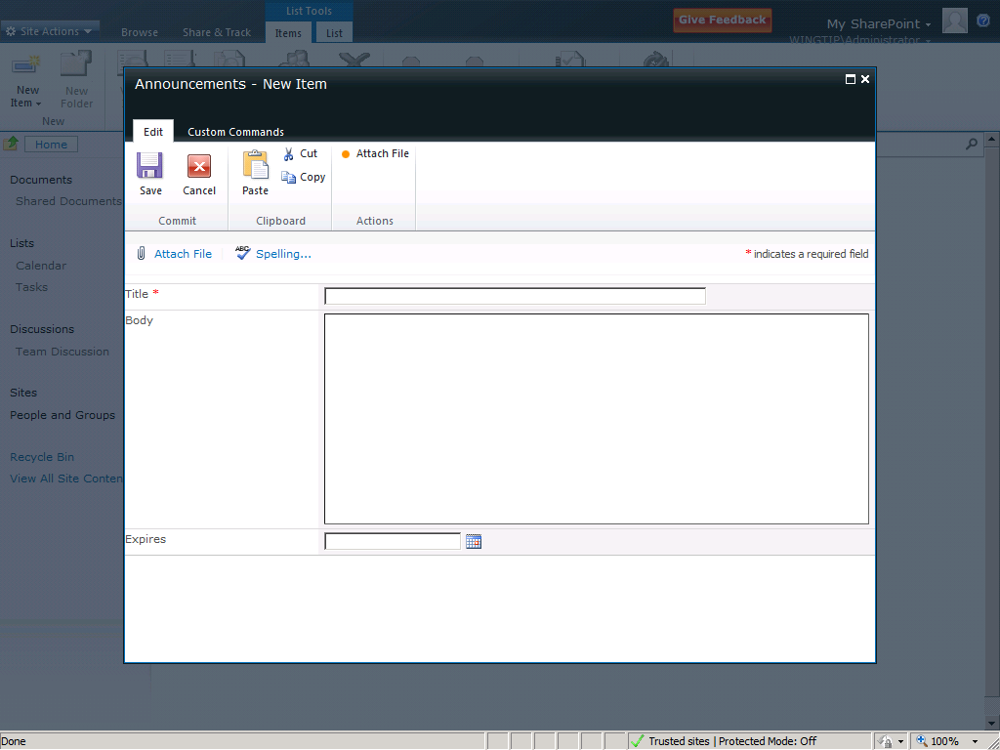 List Tools
Site Actions
Browse
Share & Track
Items
List
Give Feedback
My SharePoint
WINGTIP\Administrator
New Item
New Folder
New
Announcements - New Item
Edit
Custom Commands
Save
Cancel
Paste
Cut
Copy
Attach File
Commit
Clipboard
Actions
Attach File
ABC
Spelling...
* indicates a required field
Title *
Body
Expires
Home
Documents
Shared Documents
Lists
Calendar
Tasks
Discussions
Team Discussion
Sites
People and Groups
Recycle Bin
View All Site Conten
Done
Trusted sites | Protected Mode: Off
100%